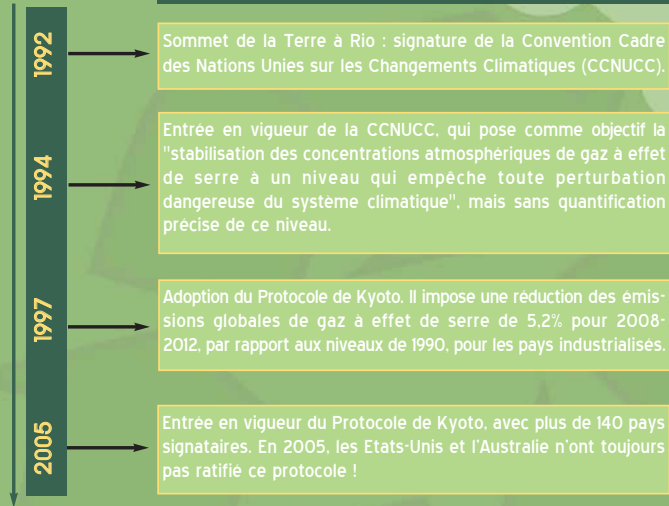 1992
Sommet de la Terre à Rio : signature de la Convention Cadre
des Nations Unies sur les Changements Climatiques (CCNUCC).
1994
Entrée en vigueur de la CCNUCC, qui pose comme objectif la
"stabilisation des concentrations atmosphériques de gaz à effet
de serre à un niveau qui empêche toute perturbation
dangereuse du système climatique", mais sans quantification
précise de ce niveau.
1997
Adoption du Protocole de Kyoto. Il impose une réduction des émis-
sions globales de gaz à effet de serre de 5,2% pour 2008-
2012, par rapport aux niveaux de 1990, pour les pays industrialisés.
2005
Entrée en vigueur du Protocole de Kyoto, avec plus de 140 pays
signataires. En 2005, les Etats-Unis et l'Australie n'ont toujours
pas ratifié ce protocole !